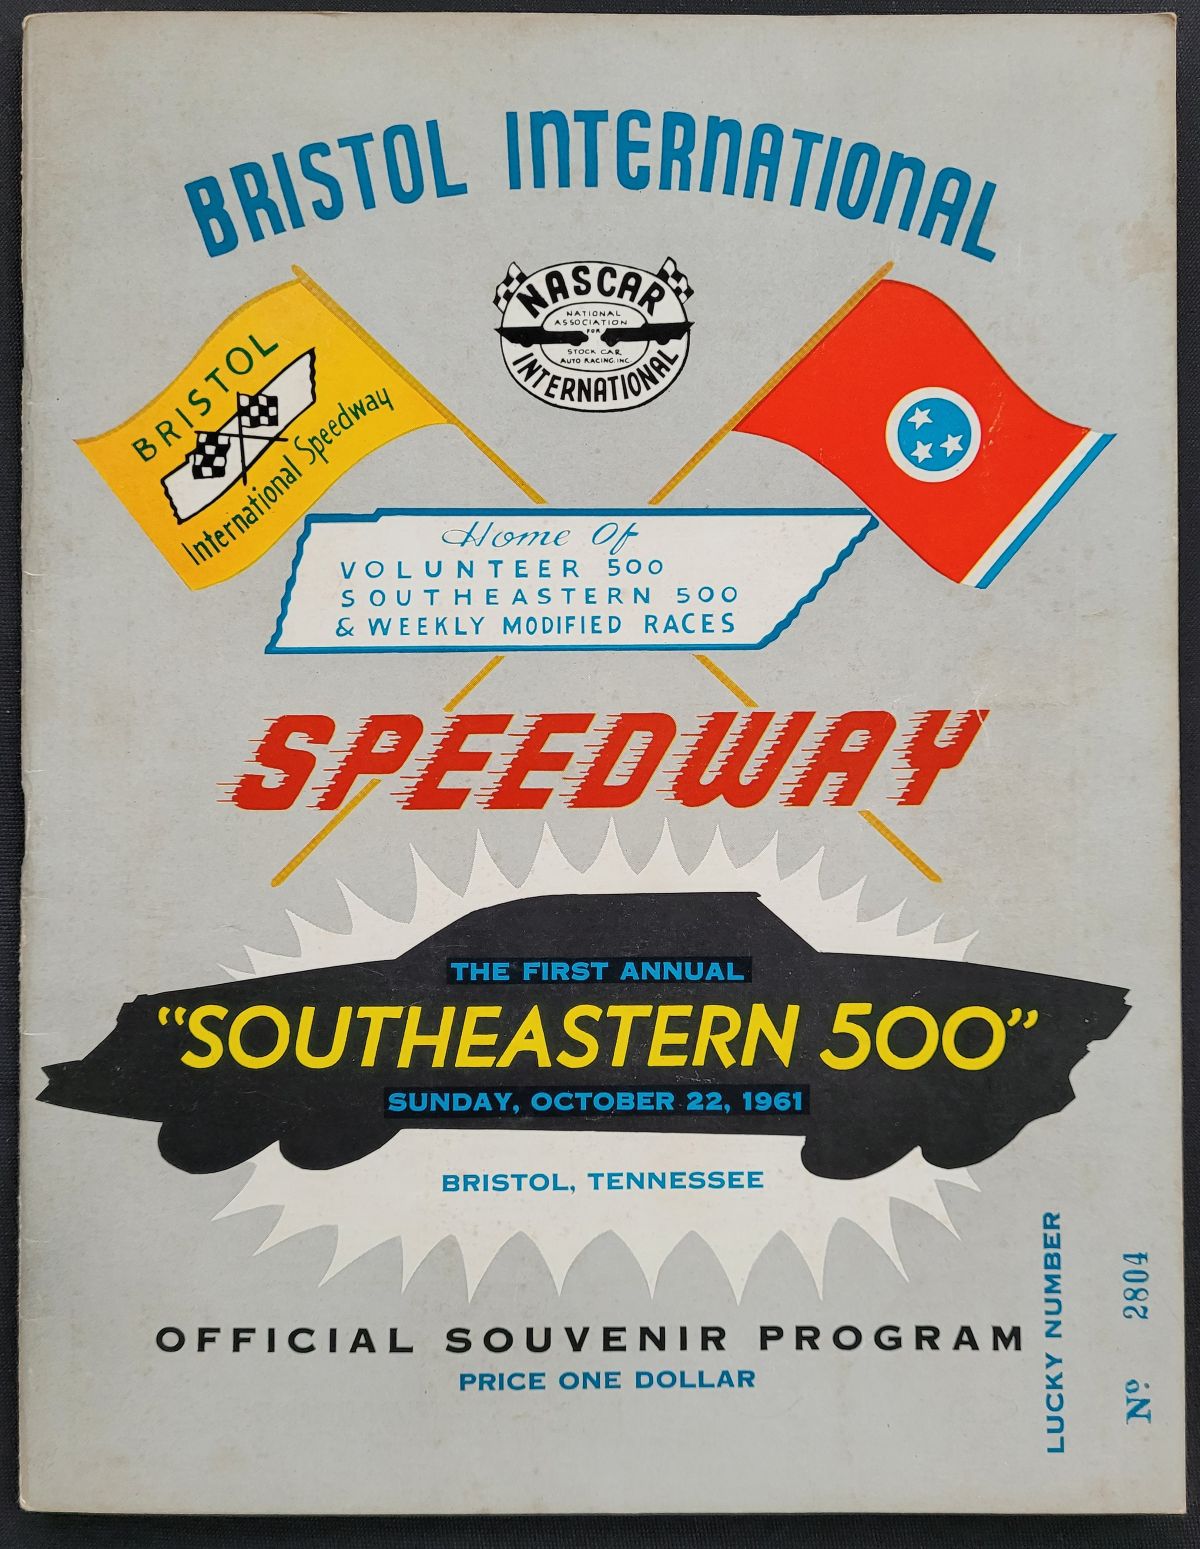 BRISTOL INTERNATIONAL
NASCAR
NATIONAL
ASSOCIATION
FOR
STOCK CAR
AUTO RACING, INC.
INTERNATIONAL
BRISTOL
International Speedway
Home Of
VOLUNTEER 500
SOUTHEASTERN 500
& WEEKLY MODIFIED RACES
SPEEDWAY
THE FIRST ANNUAL
"SOUTHEASTERN 500"
SUNDAY, OCTOBER 22, 1961
BRISTOL, TENNESSEE
OFFICIAL SOUVENIR PROGRAM
PRICE ONE DOLLAR
LUCKY NUMBER
Nº. 2804